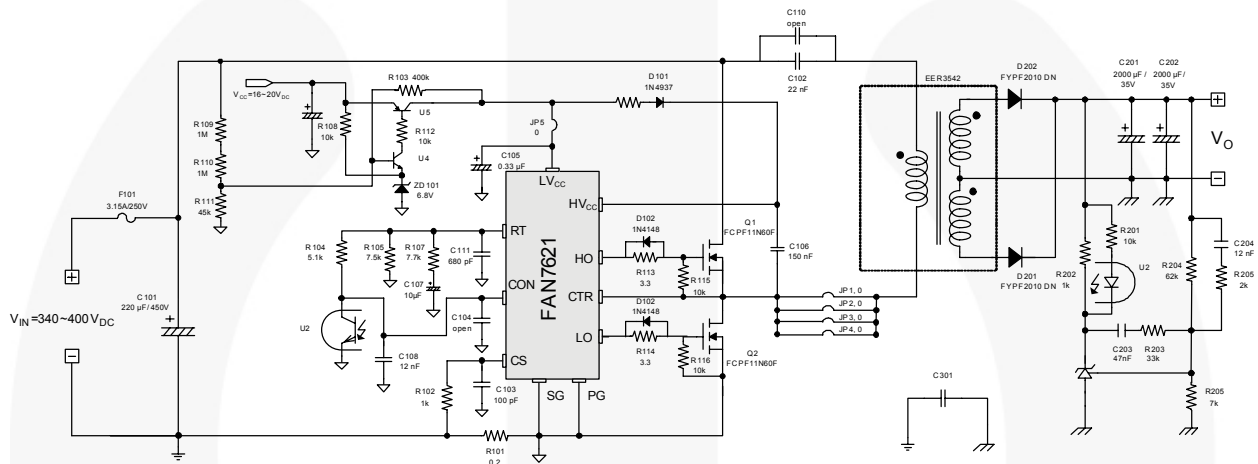 C110
open
C102
22 nF
V_CC=16~20V_DC
R103 400k
U5
D101
1N4937
R109
1M
R108
10k
R112
10k
U4
R110
1M
R111
45k
ZD101
6.8V
JP5
0
C105
0.33 µF
EER3542
D202
FYPF2010 DN
C201
2000 µF/
35V
C202
2000 µF/
35V
V_O
F101
3.15A/250V
LV_CC
HV_CC
RT
CON
CS
SG
PG
HO
CTR
LO
FAN7621
R104
5.1k
R105
7.5k
R107
7.7k
C111
680 pF
C107
10µF
C104
open
U2
C108
12 nF
R102
1k
C103
100 pF
R101
0.2
D102
1N4148
R113
3.3
R115
10k
Q1
FCPF11N60F
C106
150 nF
D102
1N4148
R114
3.3
R116
10k
Q2
FCPF11N60F
JP1, 0
JP2, 0
JP3, 0
JP4, 0
D201
FYPF2010 DN
R201
10k
U2
R202
1k
R204
62k
C204
12 nF
R205
2k
C203
47nF
R203
33k
R205
7k
C301
C101
220 µF/ 450V
V_IN=340~400V_DC